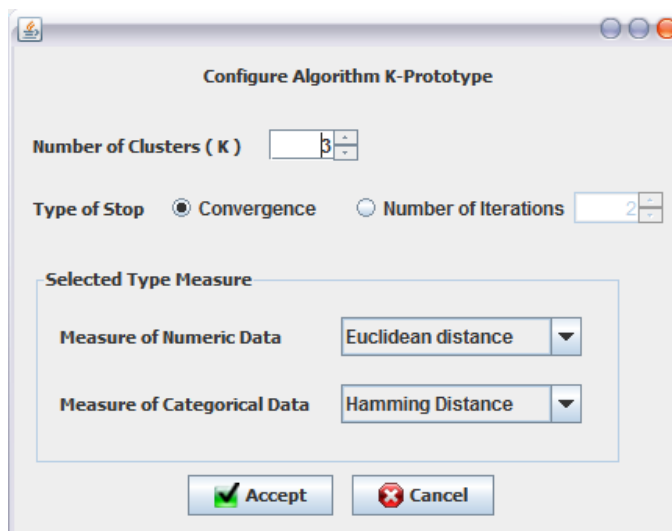 Configure Algorithm K-Prototype
Number of Clusters ( K ) 3
Type of Stop Convergence Number of Iterations 2
Selected Type Measure
Measure of Numeric Data Euclidean distance
Measure of Categorical Data Hamming Distance
Accept Cancel